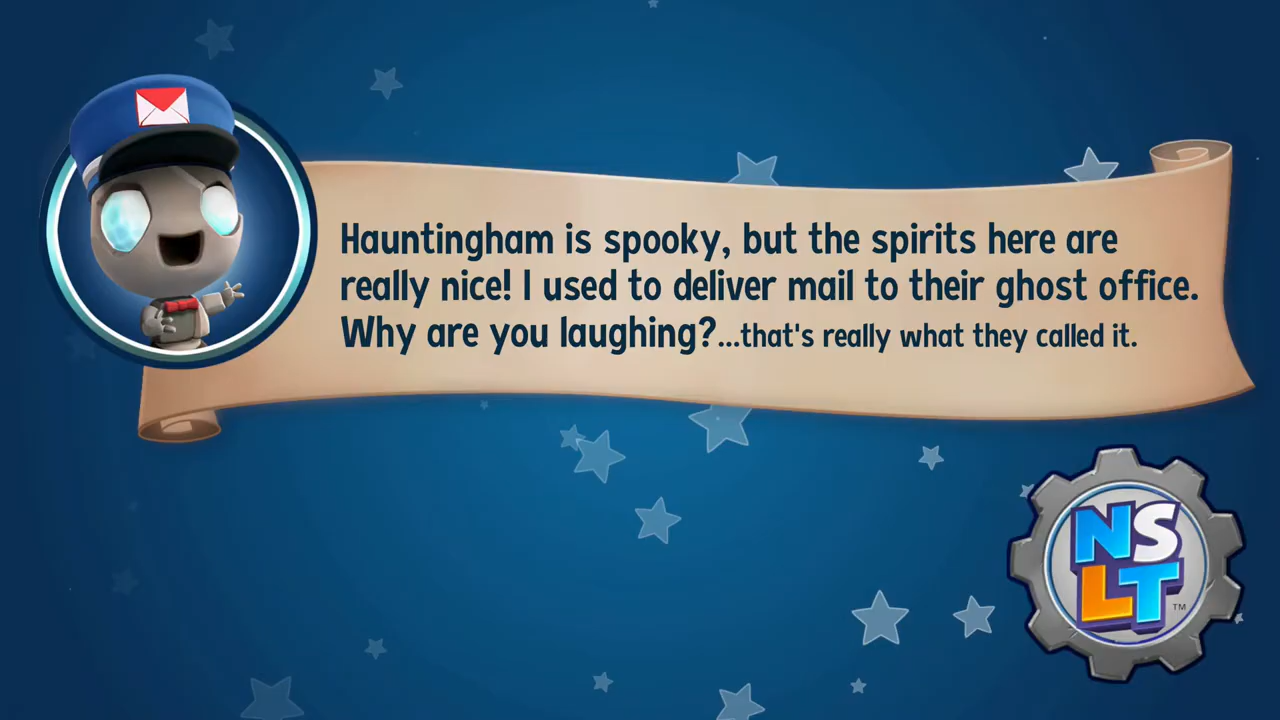 Hauntingham is spooky, but the spirits here are
really nice! I used to deliver mail to their ghost office.
Why are you laughing?...that's really what they called it.
NS
LT
TM